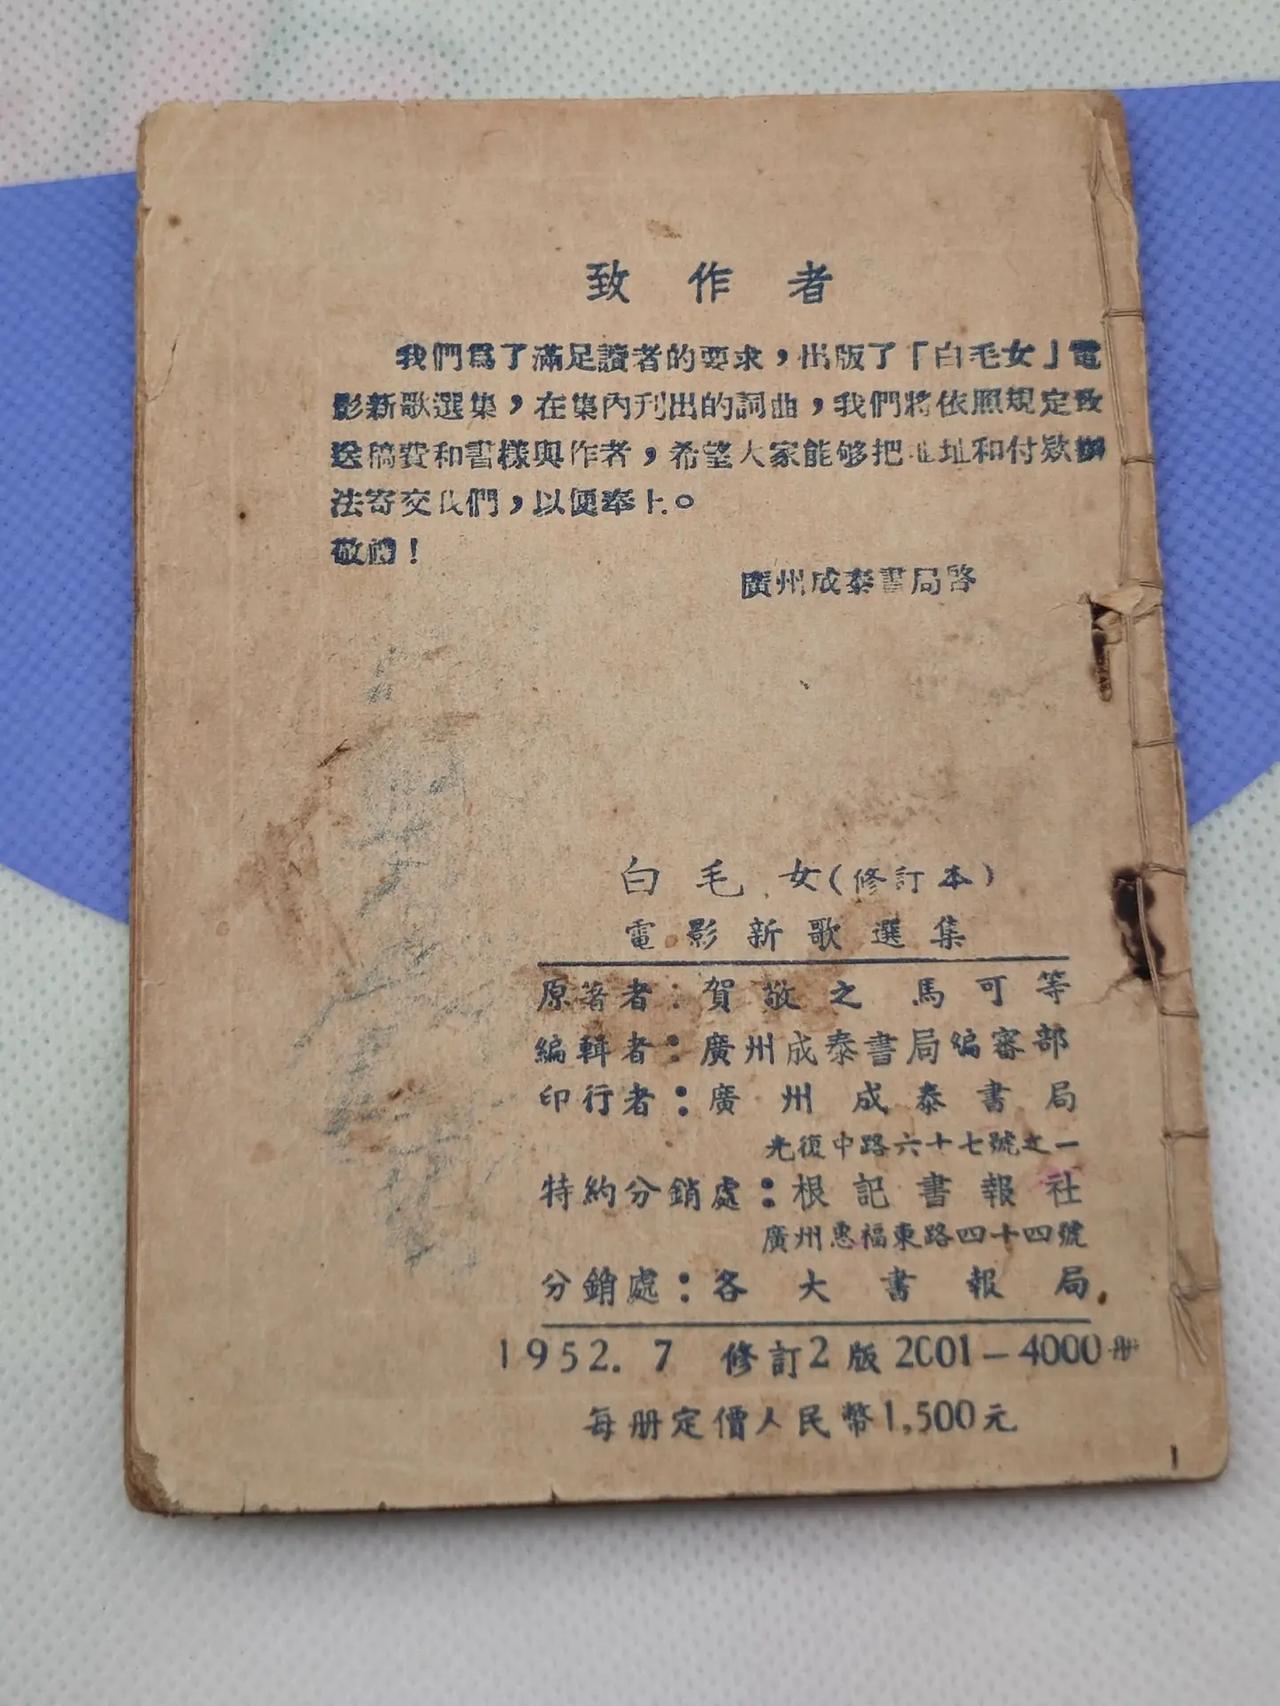 致作者
我們爲了滿足讀者的要求，出版了「白毛女」電
影新歌選集，在集內刊出的詞曲，我們將依照規定致
送稿費和書樣與作者，希望大家能够把地址和付欵辦
法寄交我們，以便奉上。
敬禮！
廣州成泰書局啓
白毛女(修訂本)
電影新歌選集
原著者：賀敬之 馬可等
編輯者：廣州成泰書局編審部
印行者：廣州成泰書局
光復中路六十七號之一
特約分銷處：根記書報社
廣州惠福東路四十四號
分銷處：各大書報局
1952.7 修訂2版 2001—4000册
每册定價人民幣1,500元
1